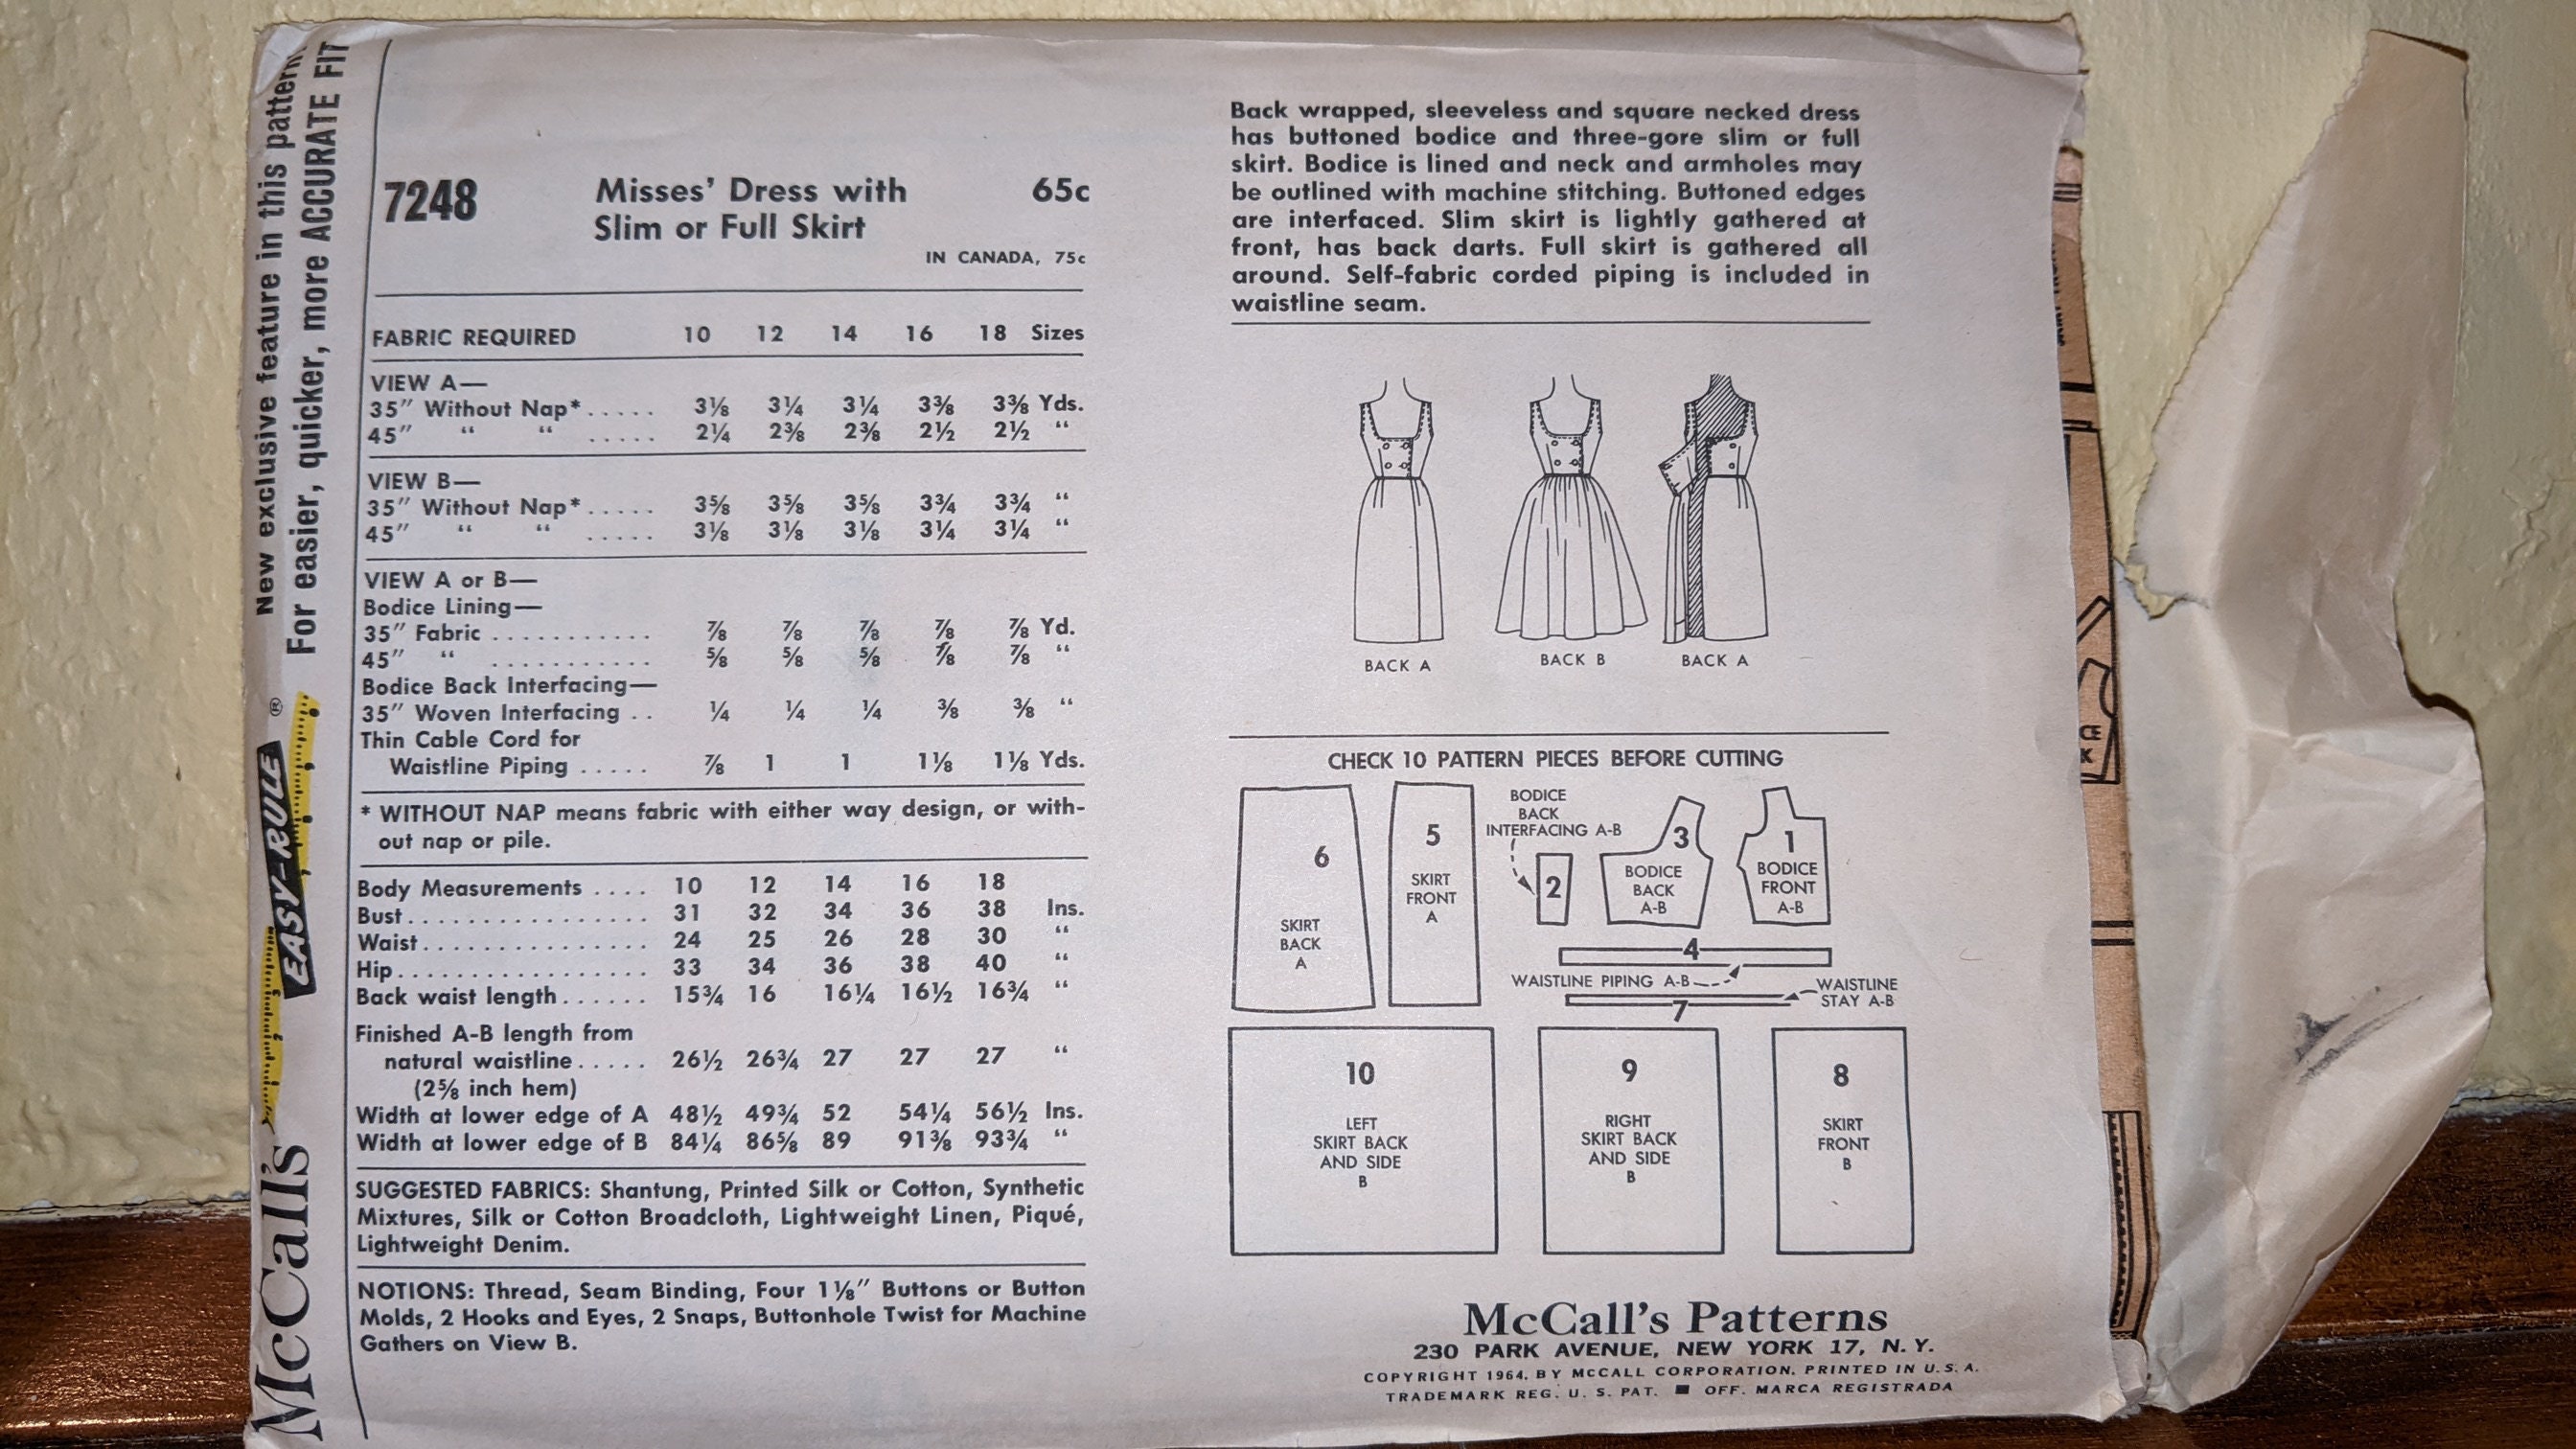 New exclusive feature in this pattern
For easier, quicker, more ACCURATE FIT
EASY-RULE ®
McCall's
7248 Misses' Dress with 65c
Slim or Full Skirt
IN CANADA, 75c
FABRIC REQUIRED 10 12 14 16 18 Sizes
VIEW A—
35" Without Nap*..... 3⅛ 3¼ 3¼ 3⅜ 3⅜ Yds.
45" " " ..... 2¼ 2⅜ 2⅜ 2½ 2½ "
VIEW B—
35" Without Nap*..... 3⅝ 3⅝ 3⅝ 3¾ 3¾ "
45" " " ..... 3⅛ 3⅛ 3⅛ 3¼ 3¼ "
VIEW A or B—
Bodice Lining—
35" Fabric ........... ⅞ ⅞ ⅞ ⅞ ⅞ Yd.
45" " ........... ⅝ ⅝ ⅝ ⅞ ⅞ "
Bodice Back Interfacing—
35" Woven Interfacing .. ¼ ¼ ¼ ⅜ ⅜ "
Thin Cable Cord for
Waistline Piping ..... ⅞ 1 1 1⅛ 1⅛ Yds.
* WITHOUT NAP means fabric with either way design, or with-
out nap or pile.
Body Measurements .... 10 12 14 16 18
Bust................ 31 32 34 36 38 Ins.
Waist............... 24 25 26 28 30 "
Hip................. 33 34 36 38 40 "
Back waist length...... 15¾ 16 16¼ 16½ 16¾ "
Finished A-B length from
natural waistline..... 26½ 26¾ 27 27 27 "
(2⅝ inch hem)
Width at lower edge of A 48½ 49¾ 52 54¼ 56½ Ins.
Width at lower edge of B 84¼ 86⅝ 89 91⅜ 93¾ "
SUGGESTED FABRICS: Shantung, Printed Silk or Cotton, Synthetic
Mixtures, Silk or Cotton Broadcloth, Lightweight Linen, Piqué,
Lightweight Denim.
NOTIONS: Thread, Seam Binding, Four 1⅛" Buttons or Button
Molds, 2 Hooks and Eyes, 2 Snaps, Buttonhole Twist for Machine
Gathers on View B.
Back wrapped, sleeveless and square necked dress
has buttoned bodice and three-gore slim or full
skirt. Bodice is lined and neck and armholes may
be outlined with machine stitching. Buttoned edges
are interfaced. Slim skirt is lightly gathered at
front, has back darts. Full skirt is gathered all
around. Self-fabric corded piping is included in
waistline seam.
BACK A BACK B BACK A
CHECK 10 PATTERN PIECES BEFORE CUTTING
6
SKIRT
BACK
A
5
SKIRT
FRONT
A
BODICE
BACK
INTERFACING A-B
2
3
BODICE
BACK
A-B
1
BODICE
FRONT
A-B
4
WAISTLINE PIPING A-B
WAISTLINE
STAY A-B
7
10
LEFT
SKIRT BACK
AND SIDE
B
9
RIGHT
SKIRT BACK
AND SIDE
B
8
SKIRT
FRONT
B
McCall's Patterns
230 PARK AVENUE, NEW YORK 17, N. Y.
COPYRIGHT 1964, BY McCALL CORPORATION, PRINTED IN U. S. A.
TRADEMARK REG. U. S. PAT. ■ OFF. MARCA REGISTRADA
CE
K